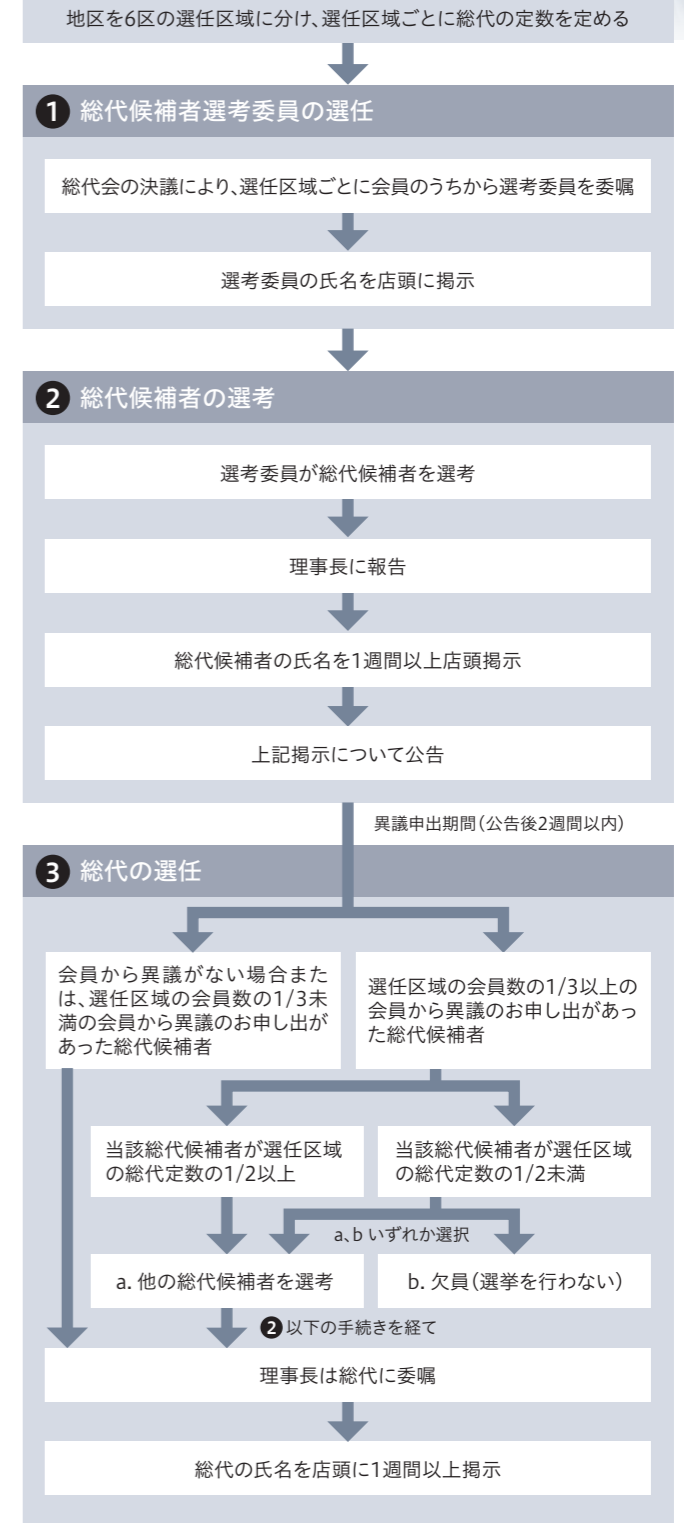 地区を6区の選任区域に分け、選任区域ごとに総代の定数を定める
1 総代候補者選考委員の選任
総代会の決議により、選任区域ごとに会員のうちから選考委員を委嘱
選考委員の氏名を店頭に掲示
2 総代候補者の選考
選考委員が総代候補者を選考
理事長に報告
総代候補者の氏名を1週間以上店頭掲示
上記掲示について公告
異議申出期間(公告後2週間以内)
3 総代の選任
会員から異議がない場合また
は、選任区域の会員数の1/3未
満の会員から異議のお申し出が
あった総代候補者
選任区域の会員数の1/3以上の
会員から異議のお申し出があっ
た総代候補者
当該総代候補者が選任区域
の総代定数の1/2以上
当該総代候補者が選任区域
の総代定数の1/2未満
a、b いずれか選択
a. 他の総代候補者を選考
b. 欠員(選挙を行わない)
2 以下の手続きを経て
理事長は総代に委嘱
総代の氏名を店頭に1週間以上掲示